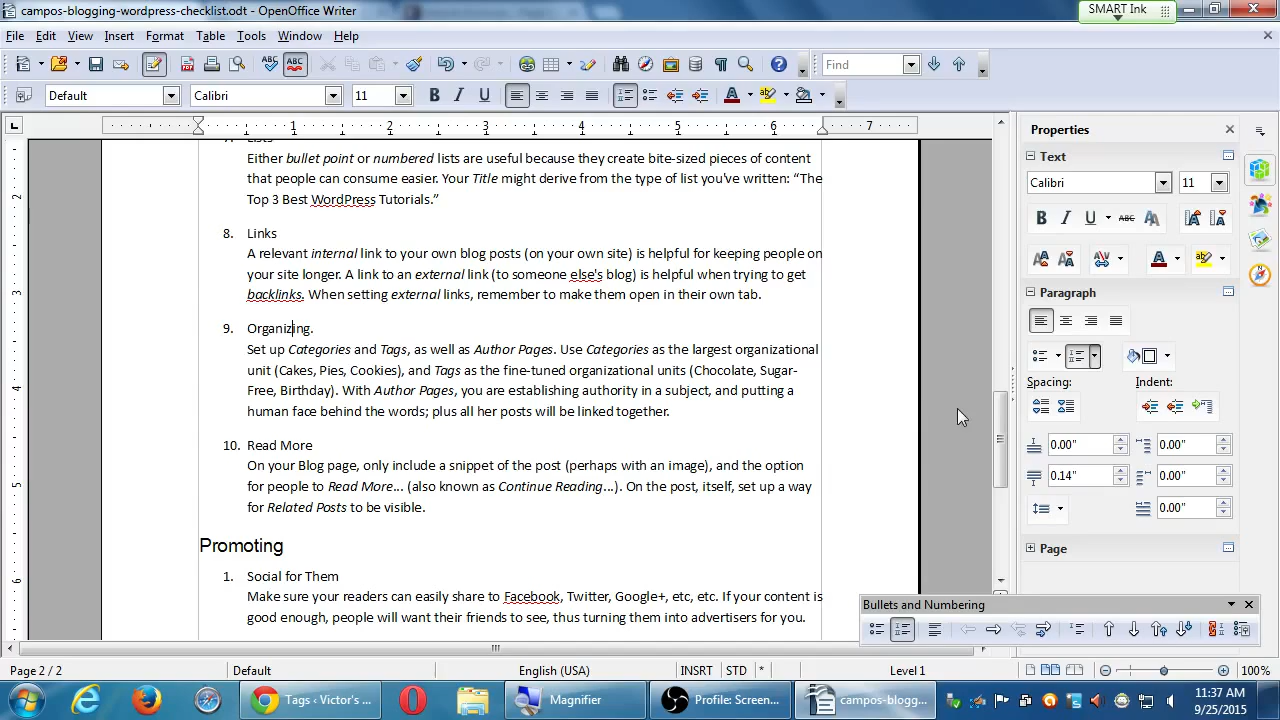 campos-blogging-wordpress-checklist.odt - OpenOffice Writer
SMART Ink
File Edit View Insert Format Table Tools Window Help
Find
Default Calibri 11
1 2 3 4 5 6 7
Properties
Text
Calibri 11
Lists
Either bullet point or numbered lists are useful because they create bite-sized pieces of content
that people can consume easier. Your Title might derive from the type of list you've written: “The
Top 3 Best WordPress Tutorials.”
8. Links
A relevant internal link to your own blog posts (on your own site) is helpful for keeping people on
your site longer. A link to an external link (to someone else's blog) is helpful when trying to get
backlinks. When setting external links, remember to make them open in their own tab.
9. Organizing.
Set up Categories and Tags, as well as Author Pages. Use Categories as the largest organizational
unit (Cakes, Pies, Cookies), and Tags as the fine-tuned organizational units (Chocolate, Sugar-
Free, Birthday). With Author Pages, you are establishing authority in a subject, and putting a
human face behind the words; plus all her posts will be linked together.
10. Read More
On your Blog page, only include a snippet of the post (perhaps with an image), and the option
for people to Read More... (also known as Continue Reading...). On the post, itself, set up a way
for Related Posts to be visible.
Promoting
1. Social for Them
Make sure your readers can easily share to Facebook, Twitter, Google+, etc, etc. If your content is
good enough, people will want their friends to see, thus turning them into advertisers for you.
Paragraph
Spacing: Indent:
0.00" 0.00"
0.14" 0.00"
0.00"
Page
Bullets and Numbering
Page 2 / 2 Default English (USA) INSRT STD * Level 1 100%
Tags ‹ Victor's ... Magnifier Profile: Screen... campos-blogg...
11:37 AM
9/25/2015